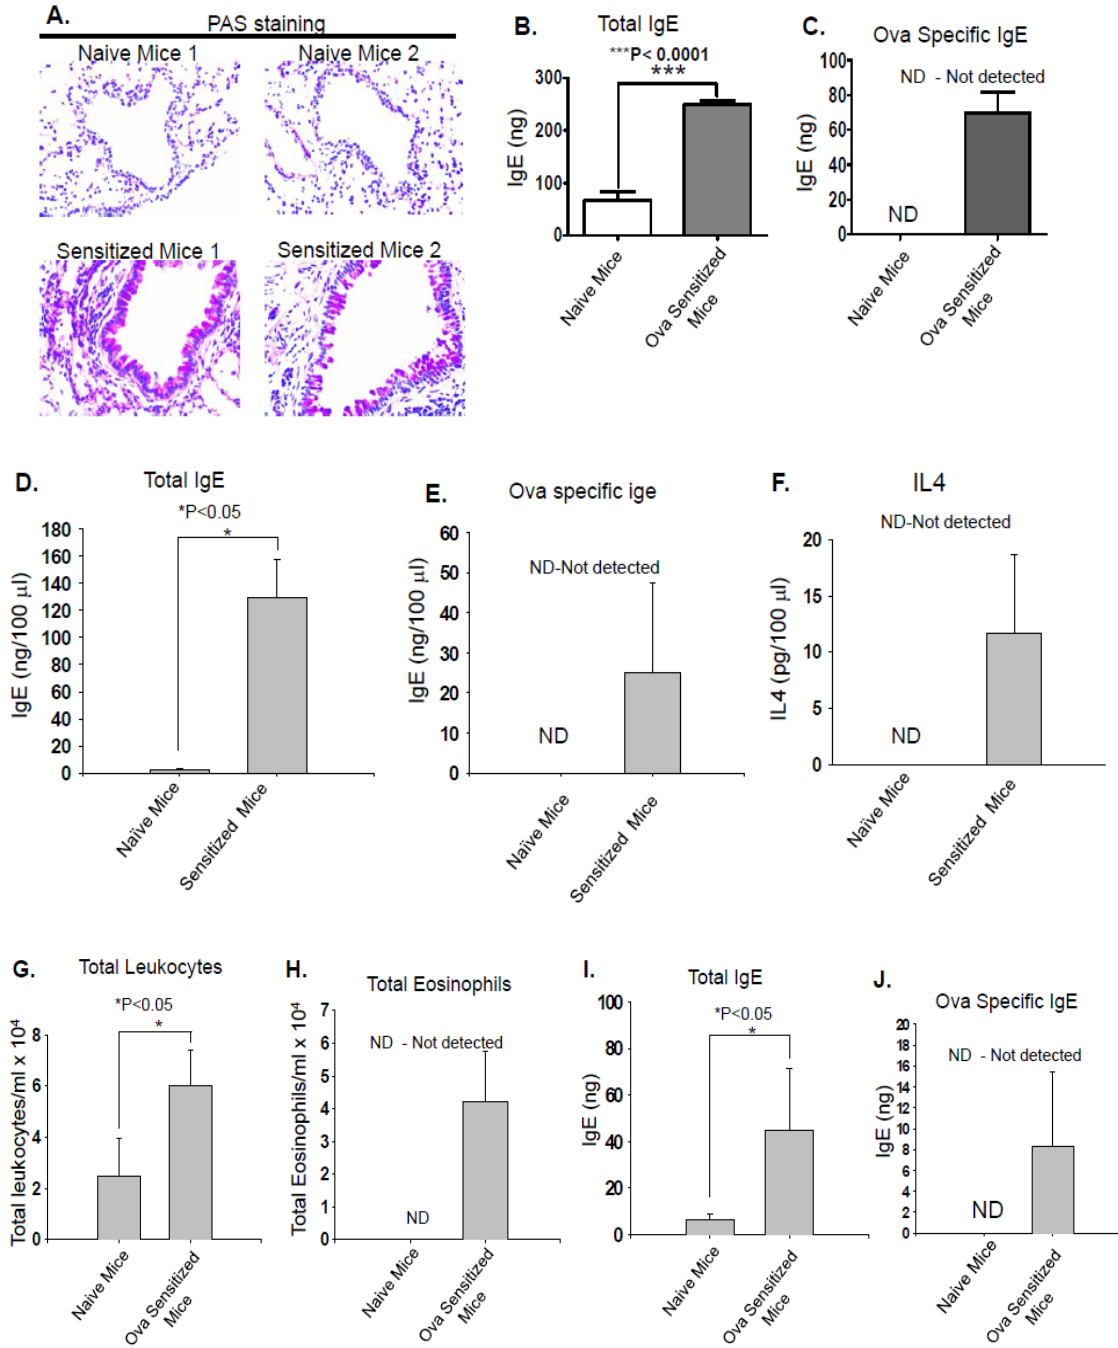 A.
PAS staining
Naive Mice 1
Naive Mice 2
Sensitized Mice 1
Sensitized Mice 2
B.
Total IgE
***P< 0.0001
***
300
200
100
0
IgE (ng)
Naive Mice
Ova Sensitized
Mice
C.
Ova Specific IgE
ND - Not detected
100
80
60
40
20
0
IgE (ng)
ND
Naive Mice
Ova Sensitized
Mice
D.
Total IgE
*P<0.05
*
180
160
140
120
100
80
60
40
20
0
IgE (ng/100 µl)
Naïve Mice
Sensitized Mice
E.
Ova specific ige
ND-Not detected
60
50
40
30
20
10
0
IgE (ng/100 µl)
ND
Naïve Mice
Sensitized Mice
F.
IL4
ND-Not detected
20
15
10
5
0
IL4 (pg/100 µl)
ND
Naïve Mice
Sensitized Mice
G.
Total Leukocytes
*P<0.05
*
8
6
4
2
0
Total leukocytes/ml x 10⁴
Naive Mice
Ova Sensitized
Mice
H.
Total Eosinophils
ND - Not detected
7
6
5
4
3
2
1
0
Total Eosinophils/ml x 10⁴
ND
Naive Mice
Ova Sensitized
Mice
I.
Total IgE
*P<0.05
*
100
80
60
40
20
0
IgE (ng)
Naive Mice
Ova Sensitized
Mice
J.
Ova Specific IgE
ND - Not detected
20
18
16
14
12
10
8
6
4
2
0
IgE (ng)
ND
Naive Mice
Ova Sensitized
Mice